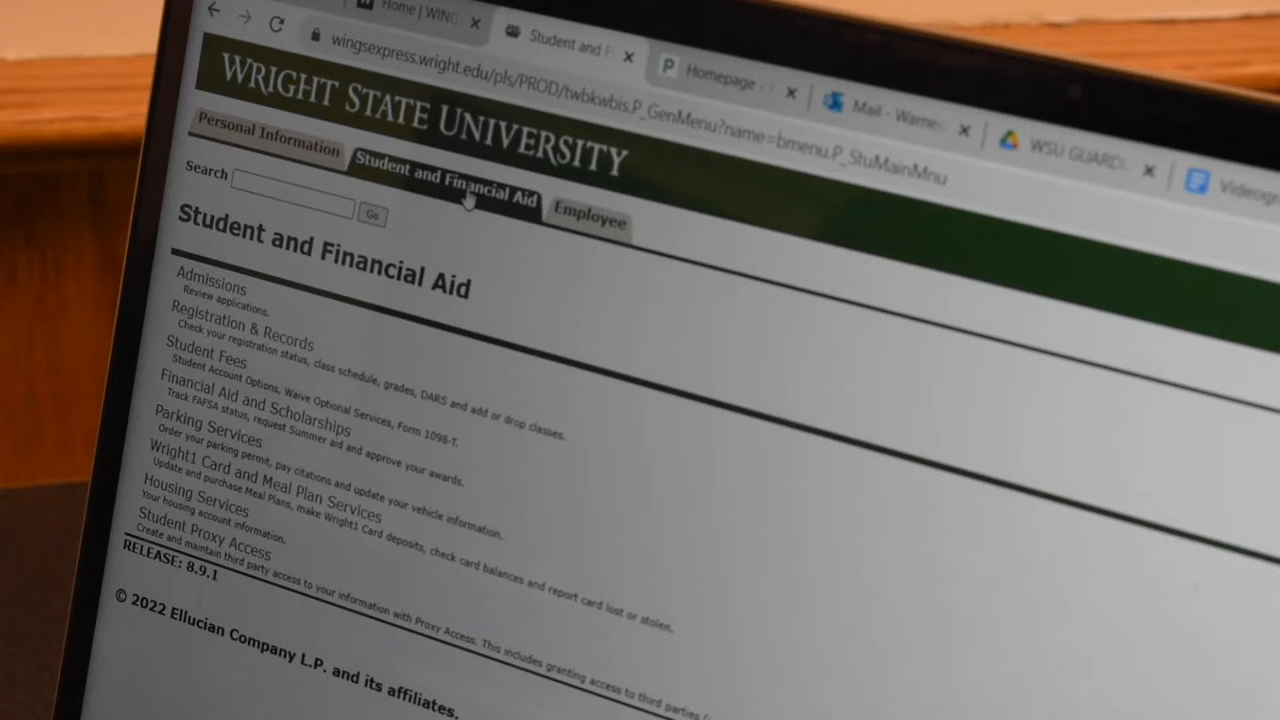 Home | WING
Student and F
Homepage -
Mail - Warne
WSU GUARD
Videogr
wingsexpress.wright.edu/pls/PROD/twbkwbis.P_GenMenu?name=bmenu.P_StuMainMnu
WRIGHT STATE UNIVERSITY
Personal Information
Student and Financial Aid
Employee
Search
Go
Student and Financial Aid
Admissions
Review applications.
Registration & Records
Check your registration status, class schedule, grades, DARS and add or drop classes.
Student Fees
Student Account Options, Waive Optional Services, Form 1098-T.
Financial Aid and Scholarships
Track FAFSA status, request Summer aid and approve your awards.
Parking Services
Order your parking permit, pay citations and update your vehicle information.
Wright1 Card and Meal Plan Services
Update and purchase Meal Plans, make Wright1 Card deposits, check card balances and report card lost or stolen.
Housing Services
Your housing account information.
Student Proxy Access
Create and maintain third party access to your information with Proxy Access. This includes granting access to third parties
RELEASE: 8.9.1
© 2022 Ellucian Company L.P. and its affiliates.